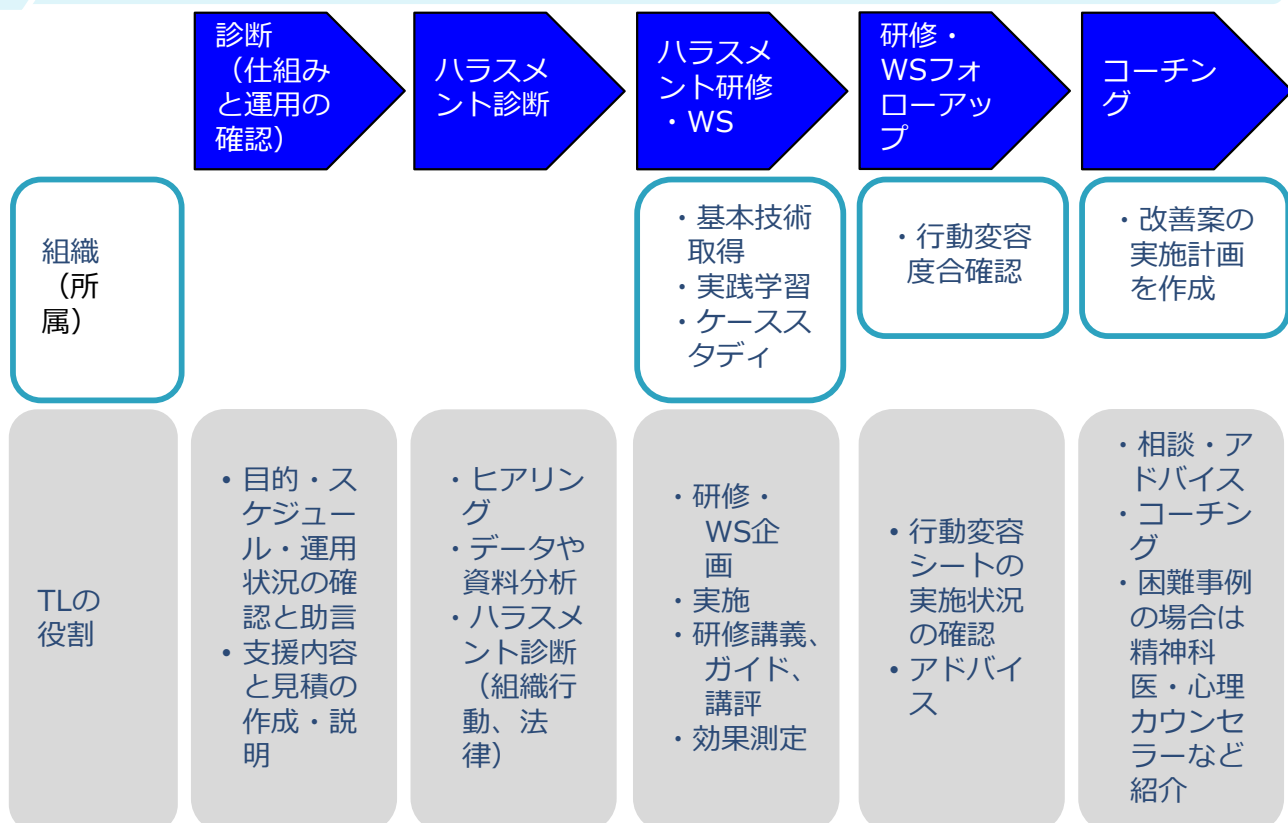 診断
（仕組み
と運用の
確認）
ハラスメ
ント診断
ハラスメ
ント研修
・WS
研修・
WSフォ
ローアッ
プ
コーチン
グ
組織
（所
属）
・基本技術
取得
・実践学習
・ケースス
タディ
・行動変容
度合確認
・改善案の
実施計画
を作成
TLの
役割
• 目的・ス
ケジュー
ル・運用
状況の確
認と助言
• 支援内容
と見積の
作成・説
明
・ヒアリン
グ
・データや
資料分析
・ハラスメ
ント診断
（組織行
動、法
律）
・研修・
WS企
画
・実施
・研修講義、
ガイド、
講評
・効果測定
• 行動変容
シートの
実施状況
の確認
• アドバイ
ス
・相談・ア
ドバイス
・コーチン
グ
・困難事例
の場合は
精神科
医・心理
カウンセ
ラーなど
紹介